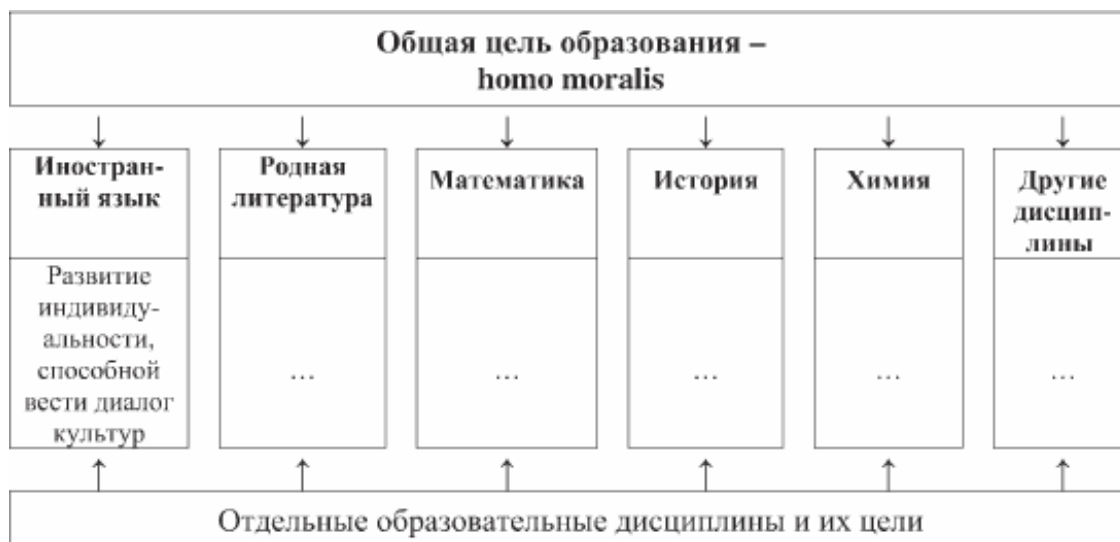 Общая цель образования –
homo moralis
Иностран-
ный язык
Родная
литература
Математика
История
Химия
Другие
дисцип-
лины
Развитие
индивиду-
альности,
способной
вести диалог
культур
...
...
...
...
...
Отдельные образовательные дисциплины и их цели